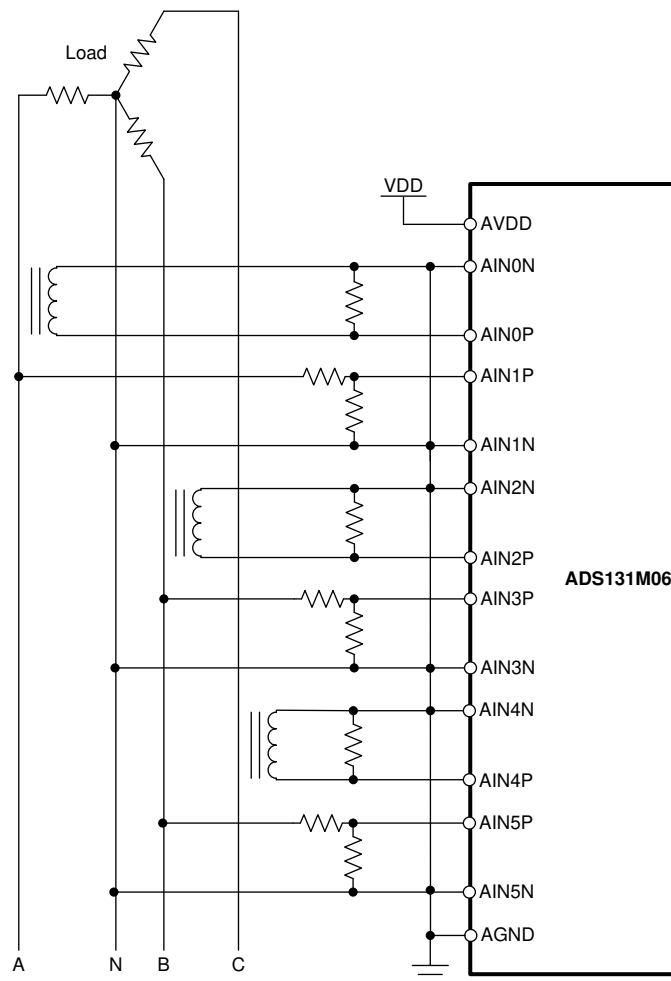 Load
VDD
AVDD
AIN0N
AIN0P
AIN1P
AIN1N
AIN2N
AIN2P
ADS131M06
AIN3P
AIN3N
AIN4N
AIN4P
AIN5P
AIN5N
AGND
A N B C